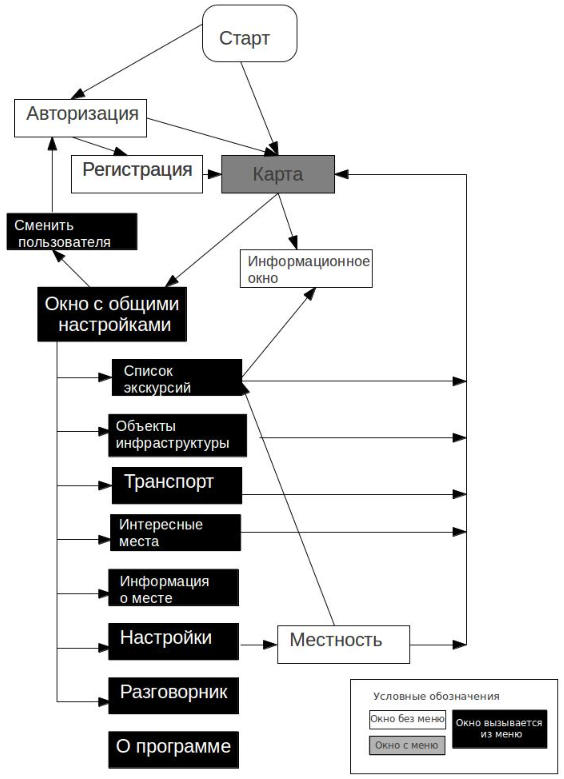 Старт
Авторизация
Регистрация
Карта
Сменить
пользователя
Информационное
окно
Окно с общими
настройками
Список
экскурсий
Объекты
инфраструктуры
Транспорт
Интересные
места
Информация
о месте
Настройки
Местность
Разговорник
О программе
Условные обозначения
Окно без меню
Окно с меню
Окно вызывается
из меню